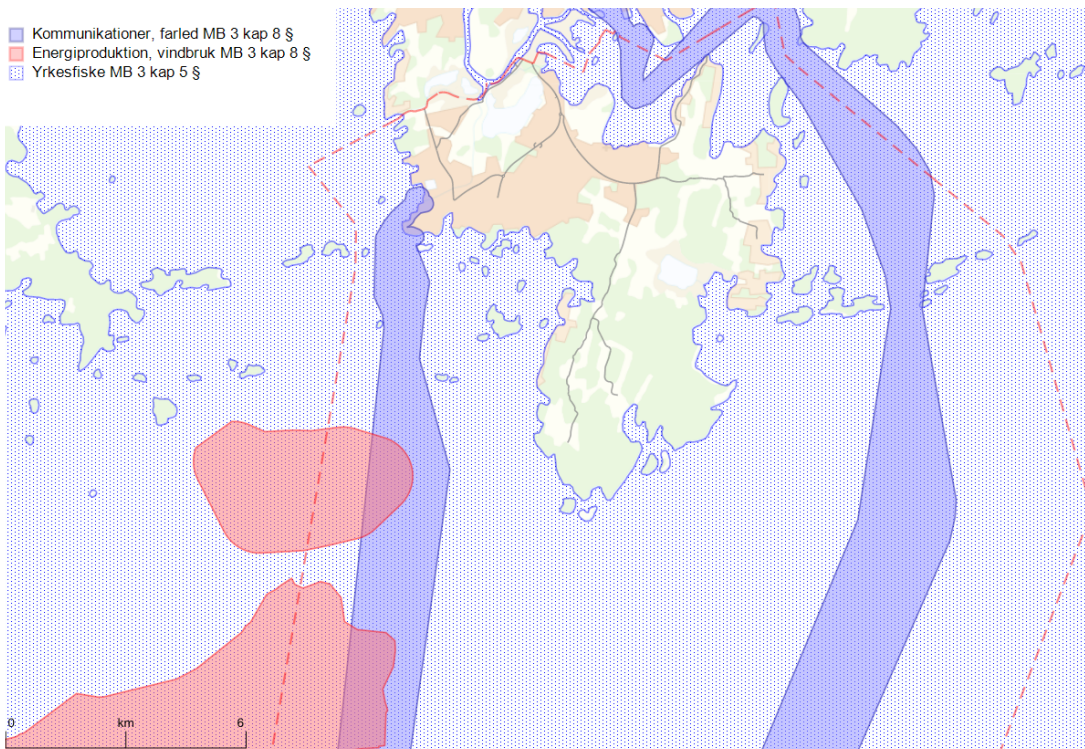 Kommunikationer, farled MB 3 kap 8 §
Energiproduktion, vindbruk MB 3 kap 8 §
Yrkesfiske MB 3 kap 5 §
0 km 6